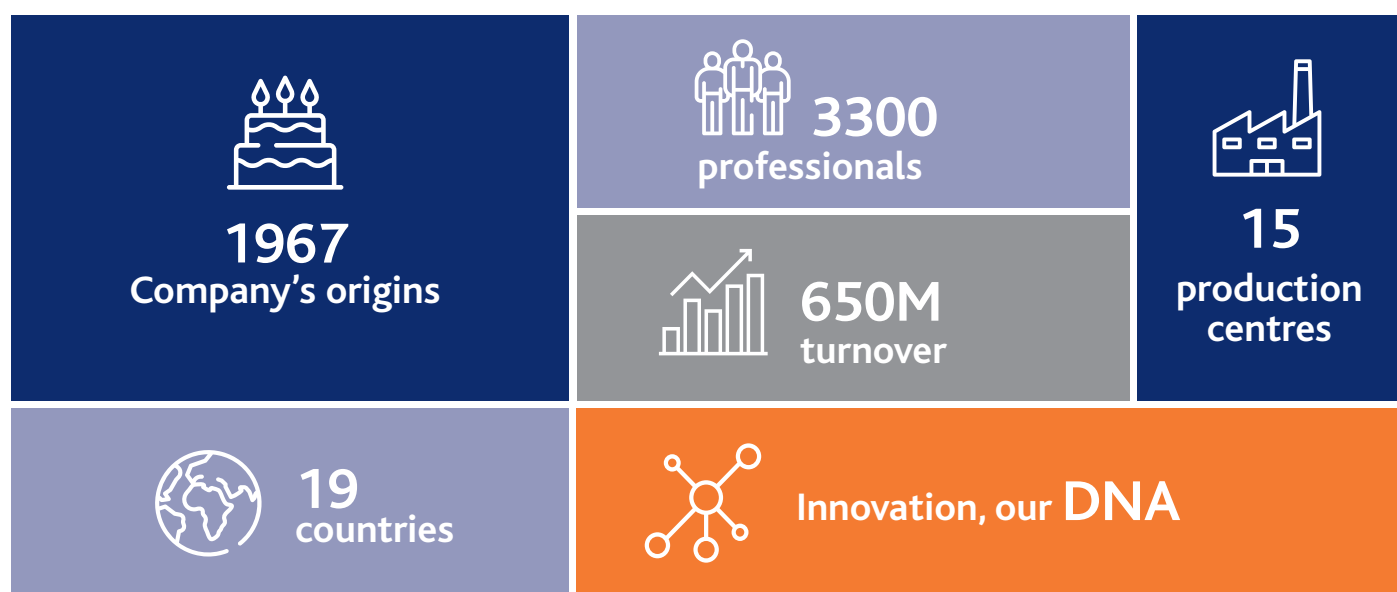 1967
Company's origins
3300
professionals
650M
turnover
15
production
centres
19
countries
Innovation, our DNA